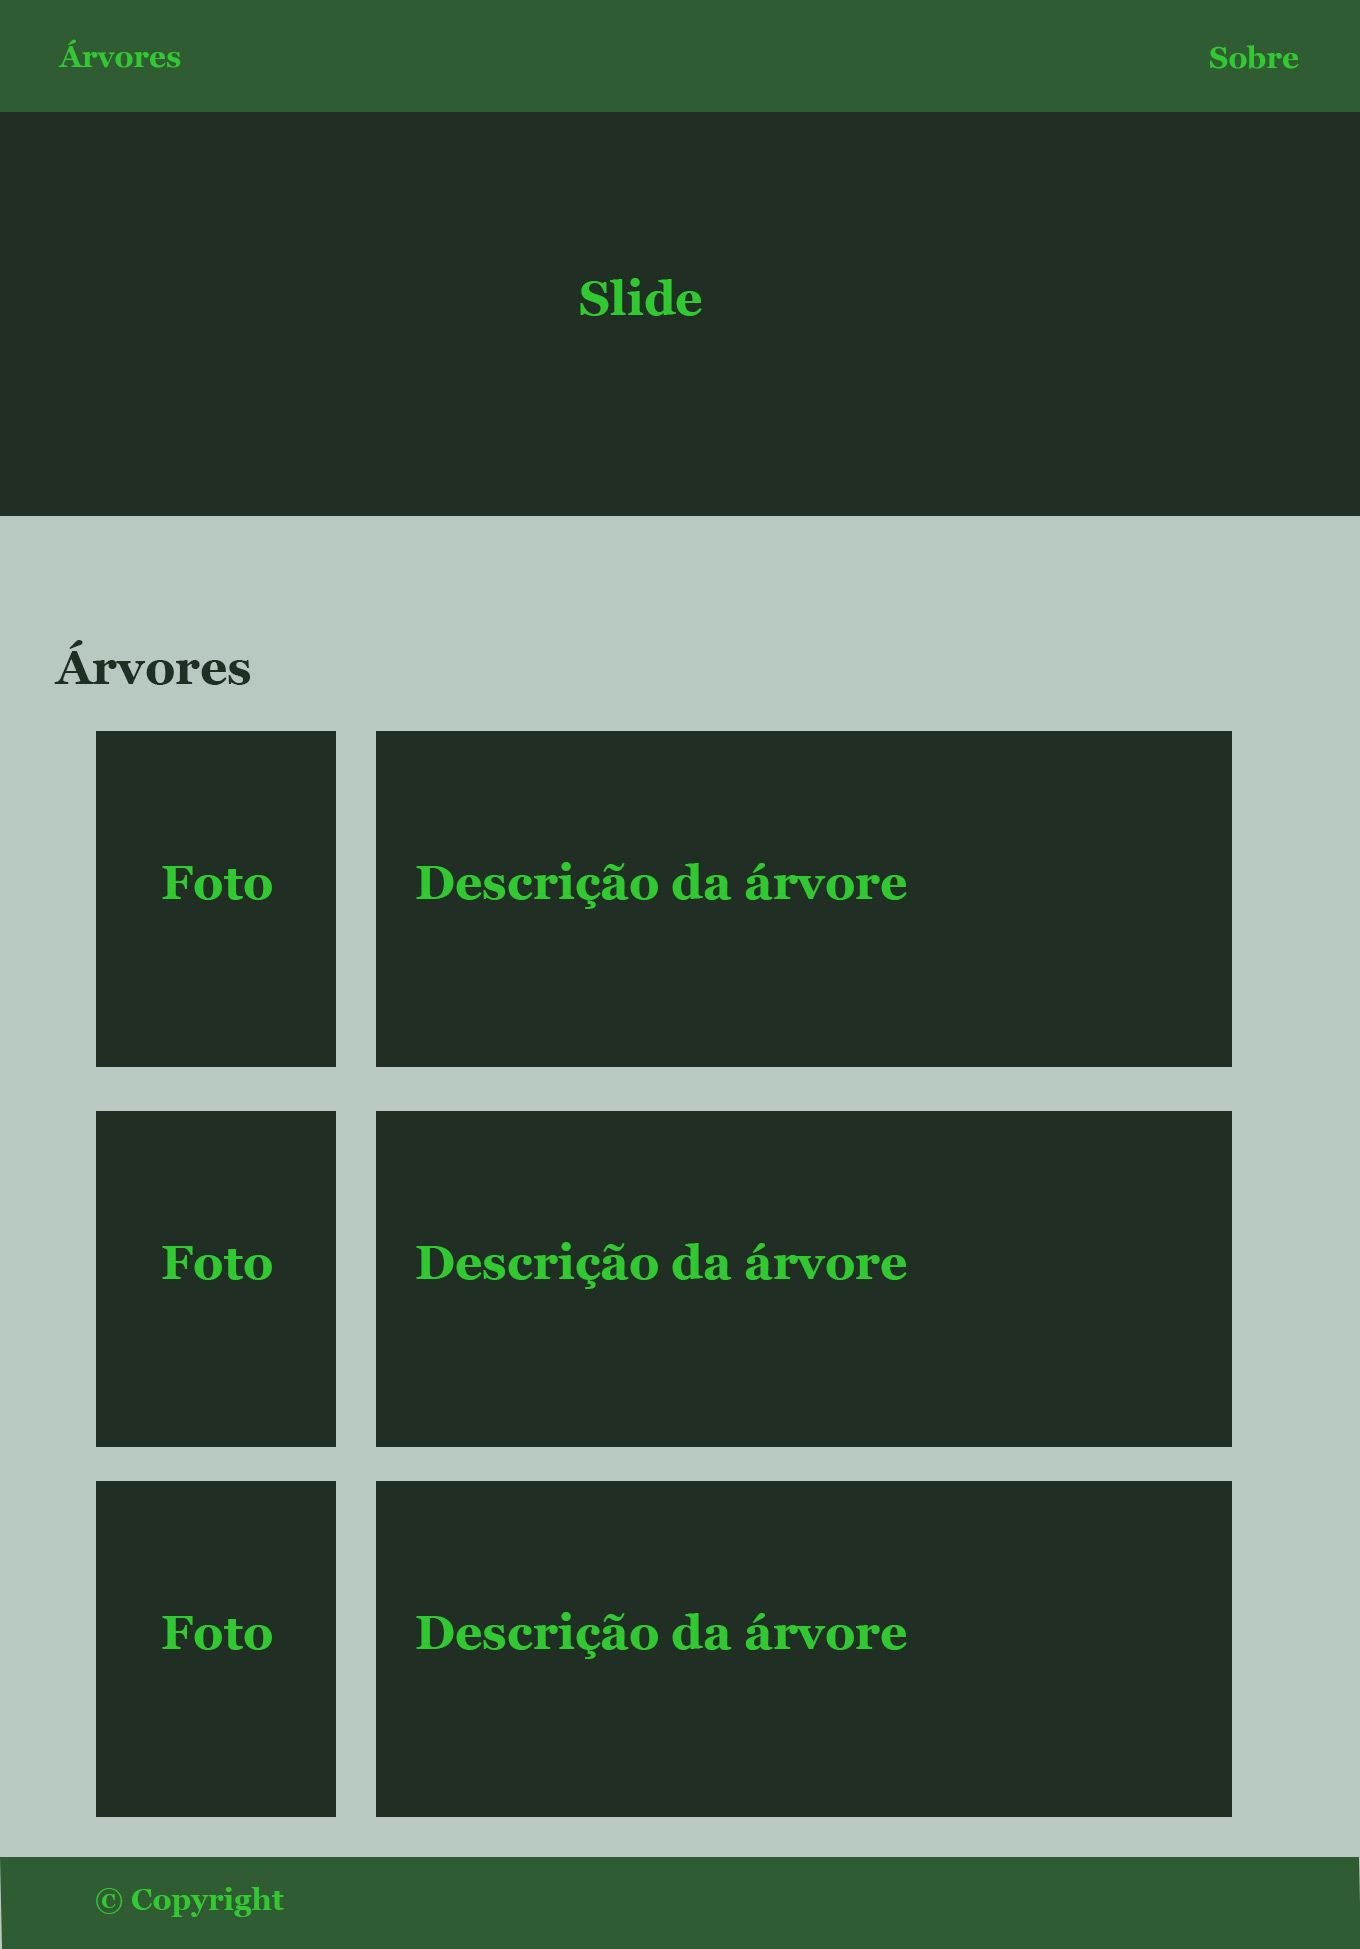 Árvores
Sobre
Slide
Árvores
Foto
Descrição da árvore
Foto
Descrição da árvore
Foto
Descrição da árvore
© Copyright